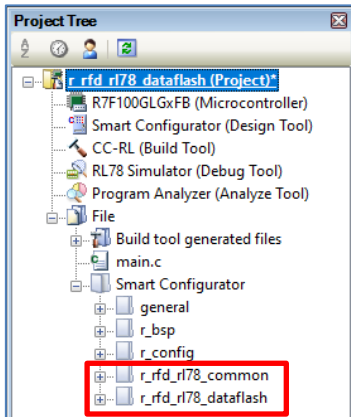 Project Tree
r_rfd_rl78_dataflash (Project)*
R7F100GLGxFB (Microcontroller)
Smart Configurator (Design Tool)
CC-RL (Build Tool)
RL78 Simulator (Debug Tool)
Program Analyzer (Analyze Tool)
File
Build tool generated files
main.c
Smart Configurator
general
r_bsp
r_config
r_rfd_rl78_common
r_rfd_rl78_dataflash